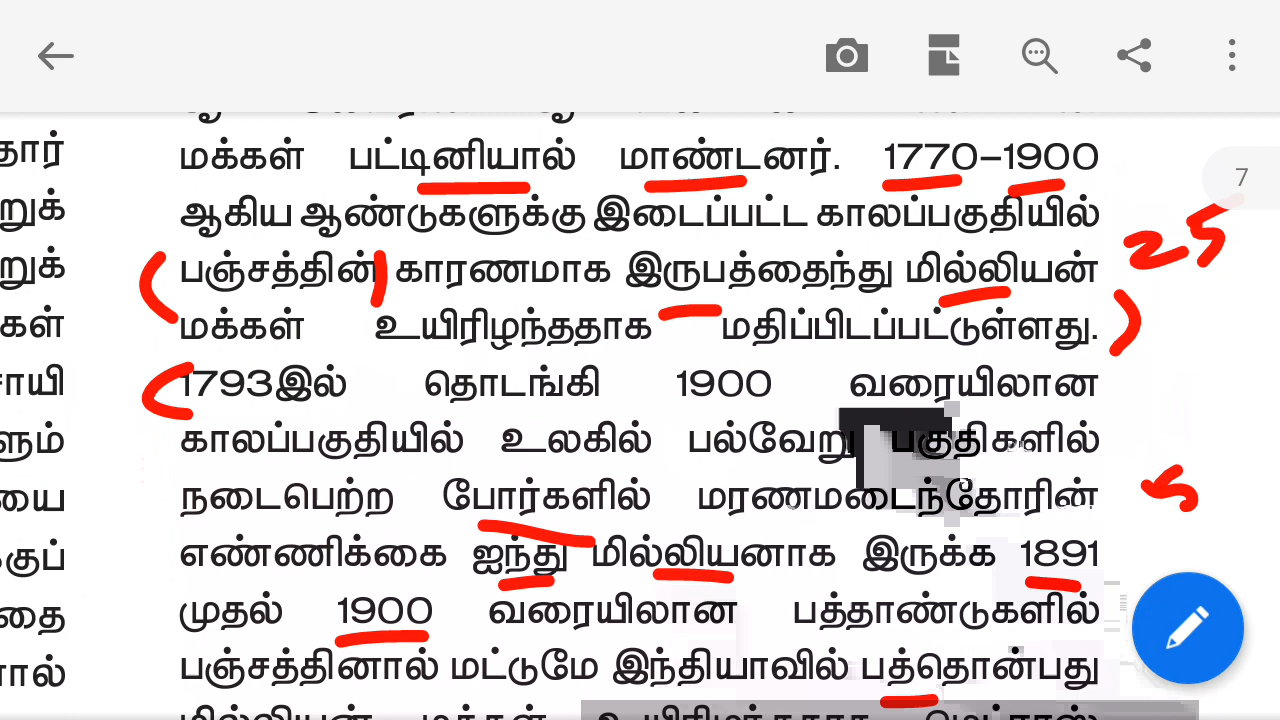 தார்
றுக்
றுக்
கள்
ளும்
யை
குப்
தை
ால்
மக்கள் பட்டினியால் மாண்டனர். 1770–1900
ஆகிய ஆண்டுகளுக்கு இடைப்பட்ட காலப்பகுதியில்
பஞ்சத்தின் காரணமாக இருபத்தைந்து மில்லியன்
மக்கள் உயிரிழந்ததாக மதிப்பிடப்பட்டுள்ளது.
1793இல் தொடங்கி 1900 வரையிலான
காலப்பகுதியில் உலகில் பல்வேறு பகுதிகளில்
நடைபெற்ற போர்களில் மரணமடைந்தோரின்
எண்ணிக்கை ஐந்து மில்லியனாக இருக்க 1891
முதல் 1900 வரையிலான பத்தாண்டுகளில்
பஞ்சத்தினால் மட்டுமே இந்தியாவில் பத்தொன்பது
7
25
5